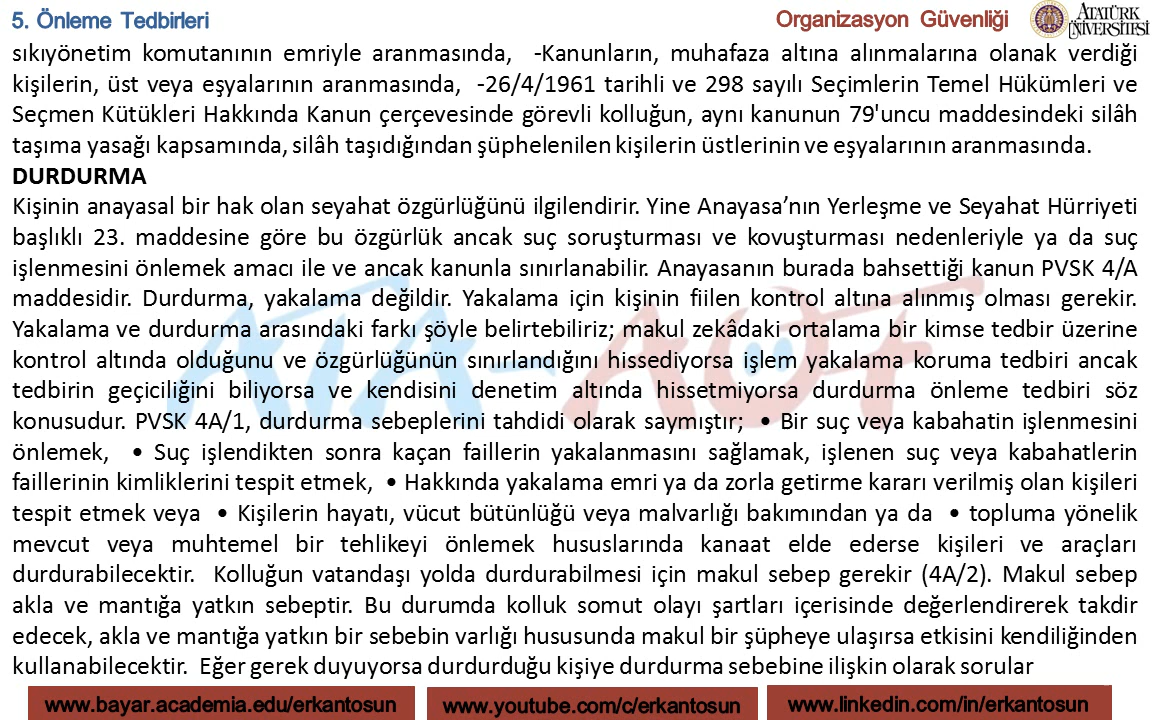 5. Önleme Tedbirleri
Organizasyon Güvenliği
ATATÜRK
ÜNİVERSİTESİ
sıkıyönetim komutanının emriyle aranmasında, -Kanunların, muhafaza altına alınmalarına olanak verdiği
kişilerin, üst veya eşyalarının aranmasında, -26/4/1961 tarihli ve 298 sayılı Seçimlerin Temel Hükümleri ve
Seçmen Kütükleri Hakkında Kanun çerçevesinde görevli kolluğun, aynı kanunun 79'uncu maddesindeki silâh
taşıma yasağı kapsamında, silâh taşıdığından şüphelenilen kişilerin üstlerinin ve eşyalarının aranmasında.
DURDURMA
Kişinin anayasal bir hak olan seyahat özgürlüğünü ilgilendirir. Yine Anayasa’nın Yerleşme ve Seyahat Hürriyeti
başlıklı 23. maddesine göre bu özgürlük ancak suç soruşturması ve kovuşturması nedenleriyle ya da suç
işlenmesini önlemek amacı ile ve ancak kanunla sınırlanabilir. Anayasanın burada bahsettiği kanun PVSK 4/A
maddesidir. Durdurma, yakalama değildir. Yakalama için kişinin fiilen kontrol altına alınmış olması gerekir.
Yakalama ve durdurma arasındaki farkı şöyle belirtebiliriz; makul zekâdaki ortalama bir kimse tedbir üzerine
kontrol altında olduğunu ve özgürlüğünün sınırlandığını hissediyorsa işlem yakalama koruma tedbiri ancak
tedbirin geçiciliğini biliyorsa ve kendisini denetim altında hissetmiyorsa durdurma önleme tedbiri söz
konusudur. PVSK 4A/1, durdurma sebeplerini tahdidi olarak saymıştır; • Bir suç veya kabahatin işlenmesini
önlemek, • Suç işlendikten sonra kaçan faillerin yakalanmasını sağlamak, işlenen suç veya kabahatlerin
faillerinin kimliklerini tespit etmek, • Hakkında yakalama emri ya da zorla getirme kararı verilmiş olan kişileri
tespit etmek veya • Kişilerin hayatı, vücut bütünlüğü veya malvarlığı bakımından ya da • topluma yönelik
mevcut veya muhtemel bir tehlikeyi önlemek hususlarında kanaat elde ederse kişileri ve araçları
durdurabilecektir. Kolluğun vatandaşı yolda durdurabilmesi için makul sebep gerekir (4A/2). Makul sebep
akla ve mantığa yatkın sebeptir. Bu durumda kolluk somut olayı şartları içerisinde değerlendirerek takdir
edecek, akla ve mantığa yatkın bir sebebin varlığı hususunda makul bir şüpheye ulaşırsa etkisini kendiliğinden
kullanabilecektir. Eğer gerek duyuyorsa durdurduğu kişiye durdurma sebebine ilişkin olarak sorular
ATA-AÖF
www.bayar.academia.edu/erkantosun
www.youtube.com/c/erkantosun
www.linkedin.com/in/erkantosun